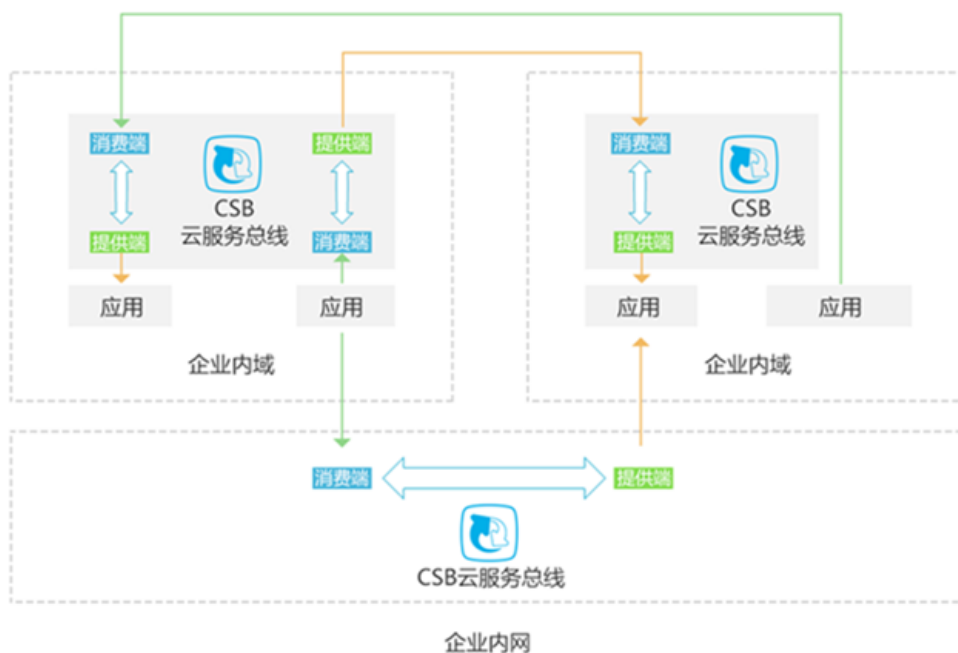 消费端
提供端
CSB
云服务总线
提供端
消费端
应用
应用
企业内域
消费端
CSB
云服务总线
提供端
应用
应用
企业内域
消费端
提供端
CSB云服务总线
企业内网